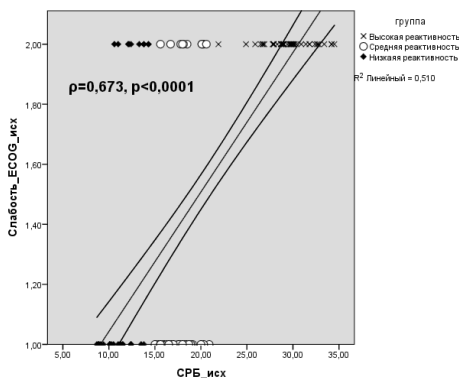 группа
Высокая реактивность
Средняя реактивность
Низкаяя реактивность
R² Линейный = 0,510
ρ=0,673, p<0,0001
Слабость_ECOG_исх
2,00
1,80
1,60
1,40
1,20
1,00
5,00 10,00 15,00 20,00 25,00 30,00 35,00
СРБ_исх